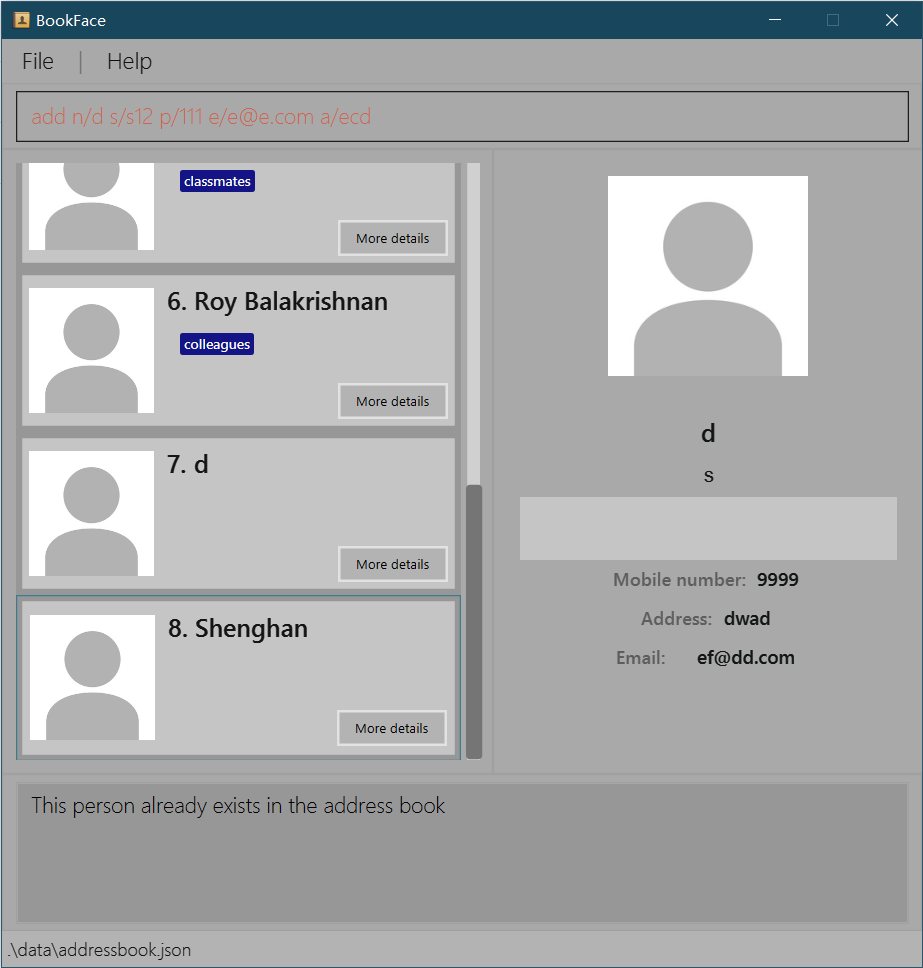 BookFace
File | Help
add n/d s/s12 p/111 e/e@e.com a/ecd
classmates
More details
6. Roy Balakrishnan
colleagues
More details
7. d
More details
8. Shenghan
More details
d
s
Mobile number: 9999
Address: dwad
Email: ef@dd.com
This person already exists in the address book
.\data\addressbook.json